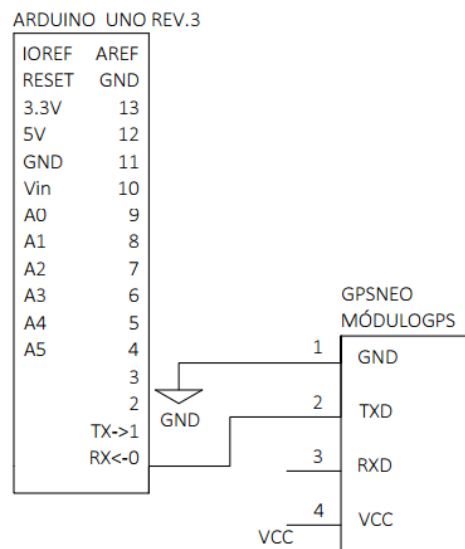 ARDUINO UNO REV.3
IOREF AREF
RESET GND
3.3V 13
5V 12
GND 11
Vin 10
A0 9
A1 8
A2 7
A3 6
A4 5
A5 4
3
2
TX->1
RX<-0
GND
GPSNEO
MÓDULOGPS
1 GND
2 TXD
3 RXD
4 VCC
VCC